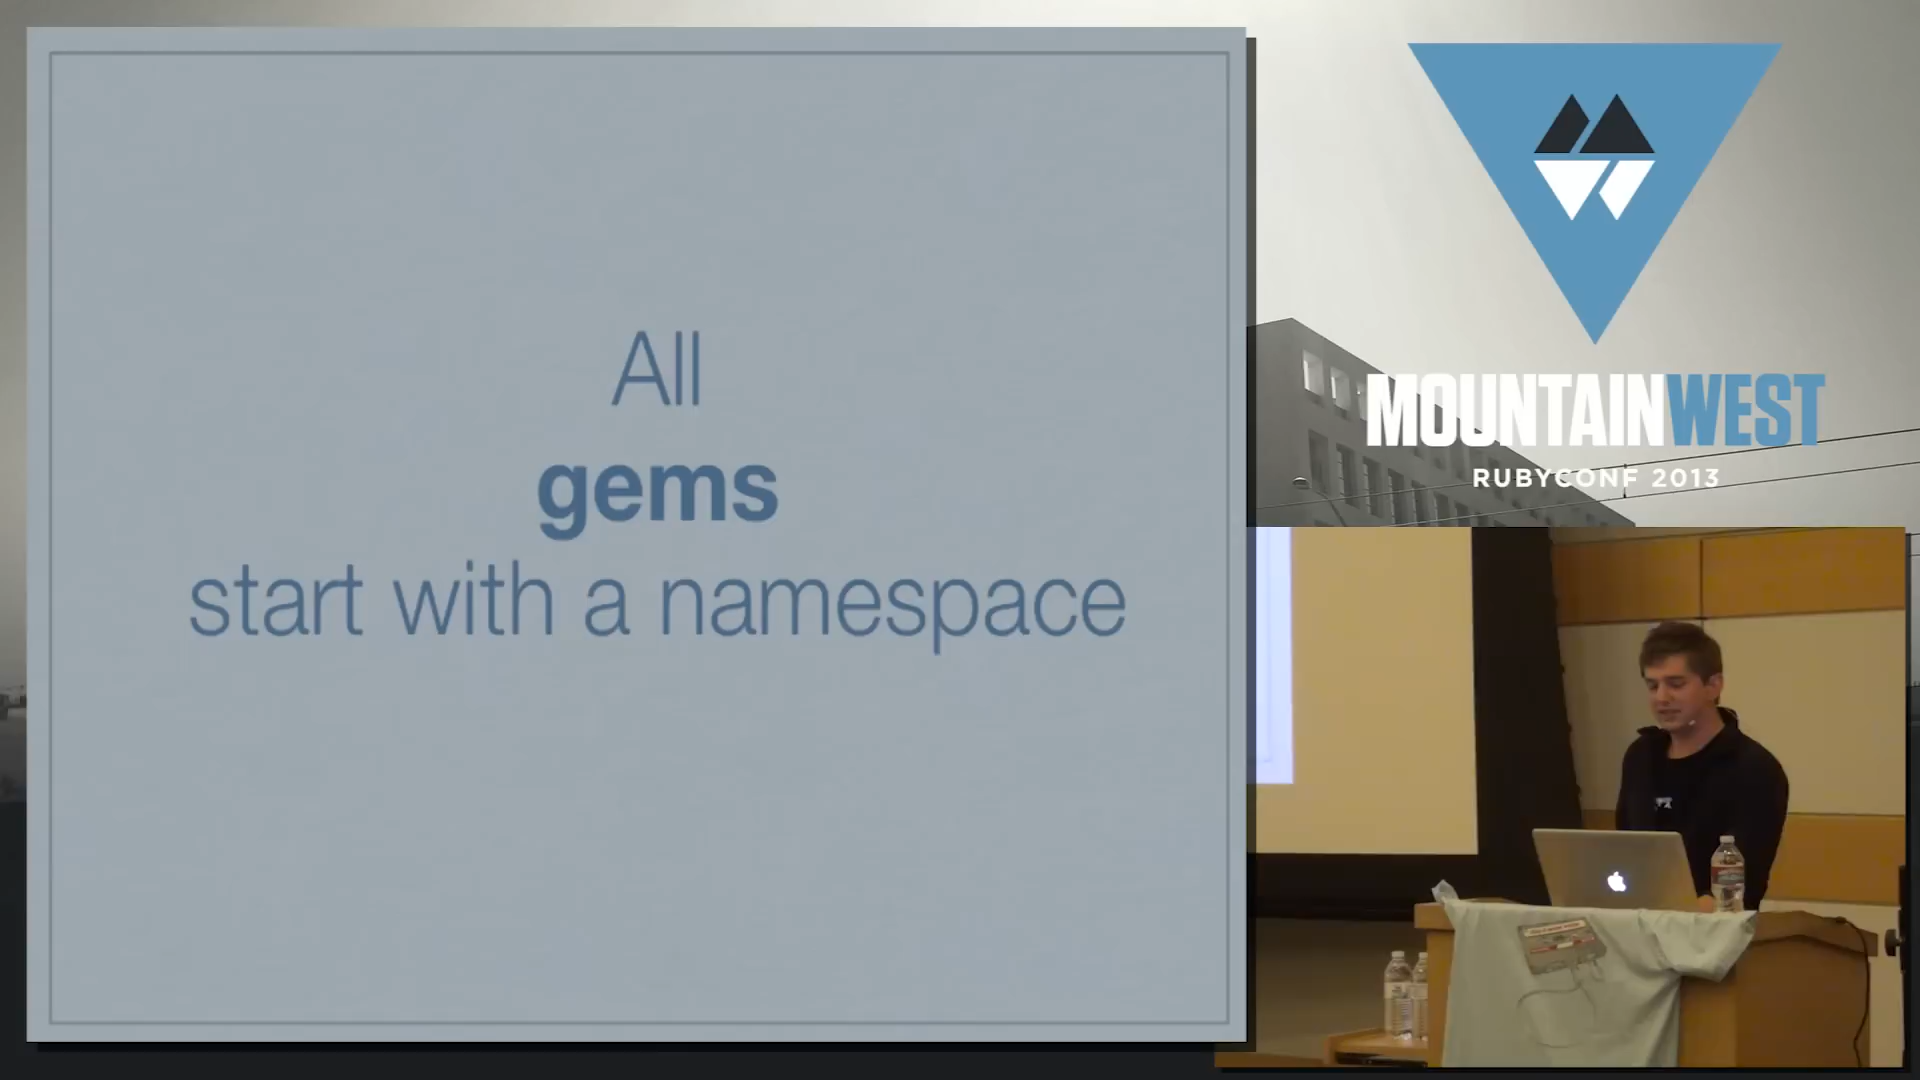 All
gems
start with a namespace
MOUNTAINWEST
RUBYCONF 2013